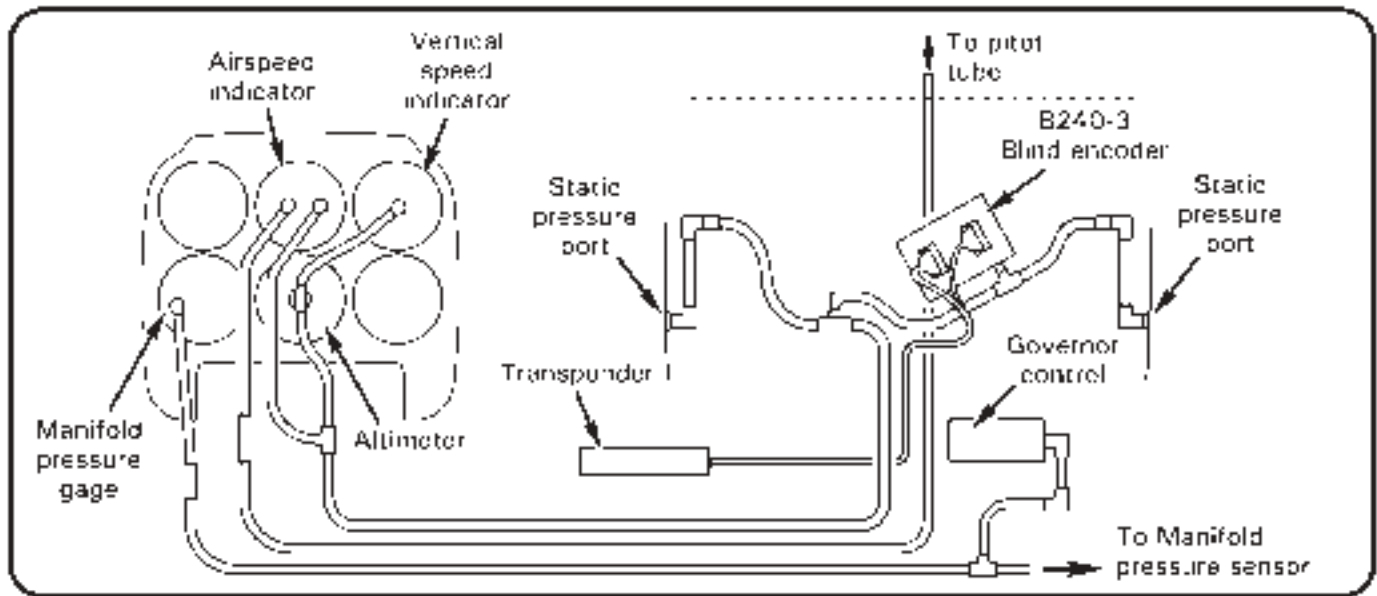 Airspeed
indicator
Vertical
speed
indicator
To pitot
tube
B240-3
Blind encoder
Static
pressure
port
Static
pressure
port
Governor
control
Transponder
Manifold
pressure
gage
Altimeter
To Manifold
pressure sensor